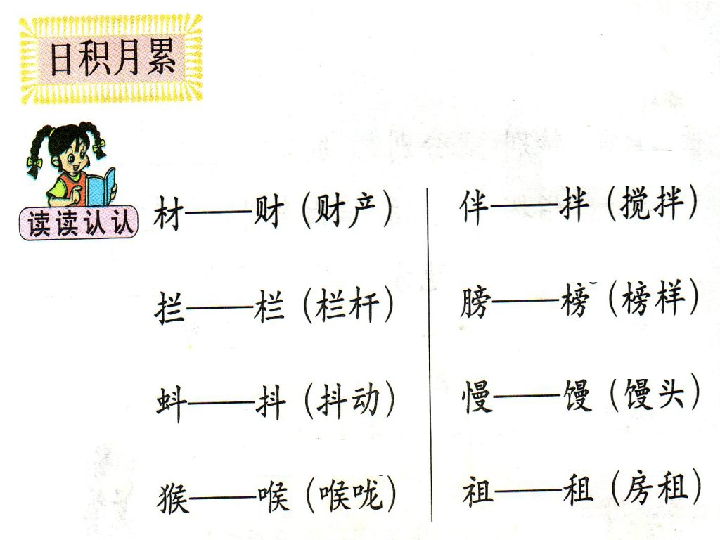 日积月累
读读认认
材——财（财产）
拦——栏（栏杆）
蚪——抖（抖动）
猴——喉（喉咙）
伴——拌（搅拌）
膀——榜（榜样）
慢——馒（馒头）
祖——租（房租）